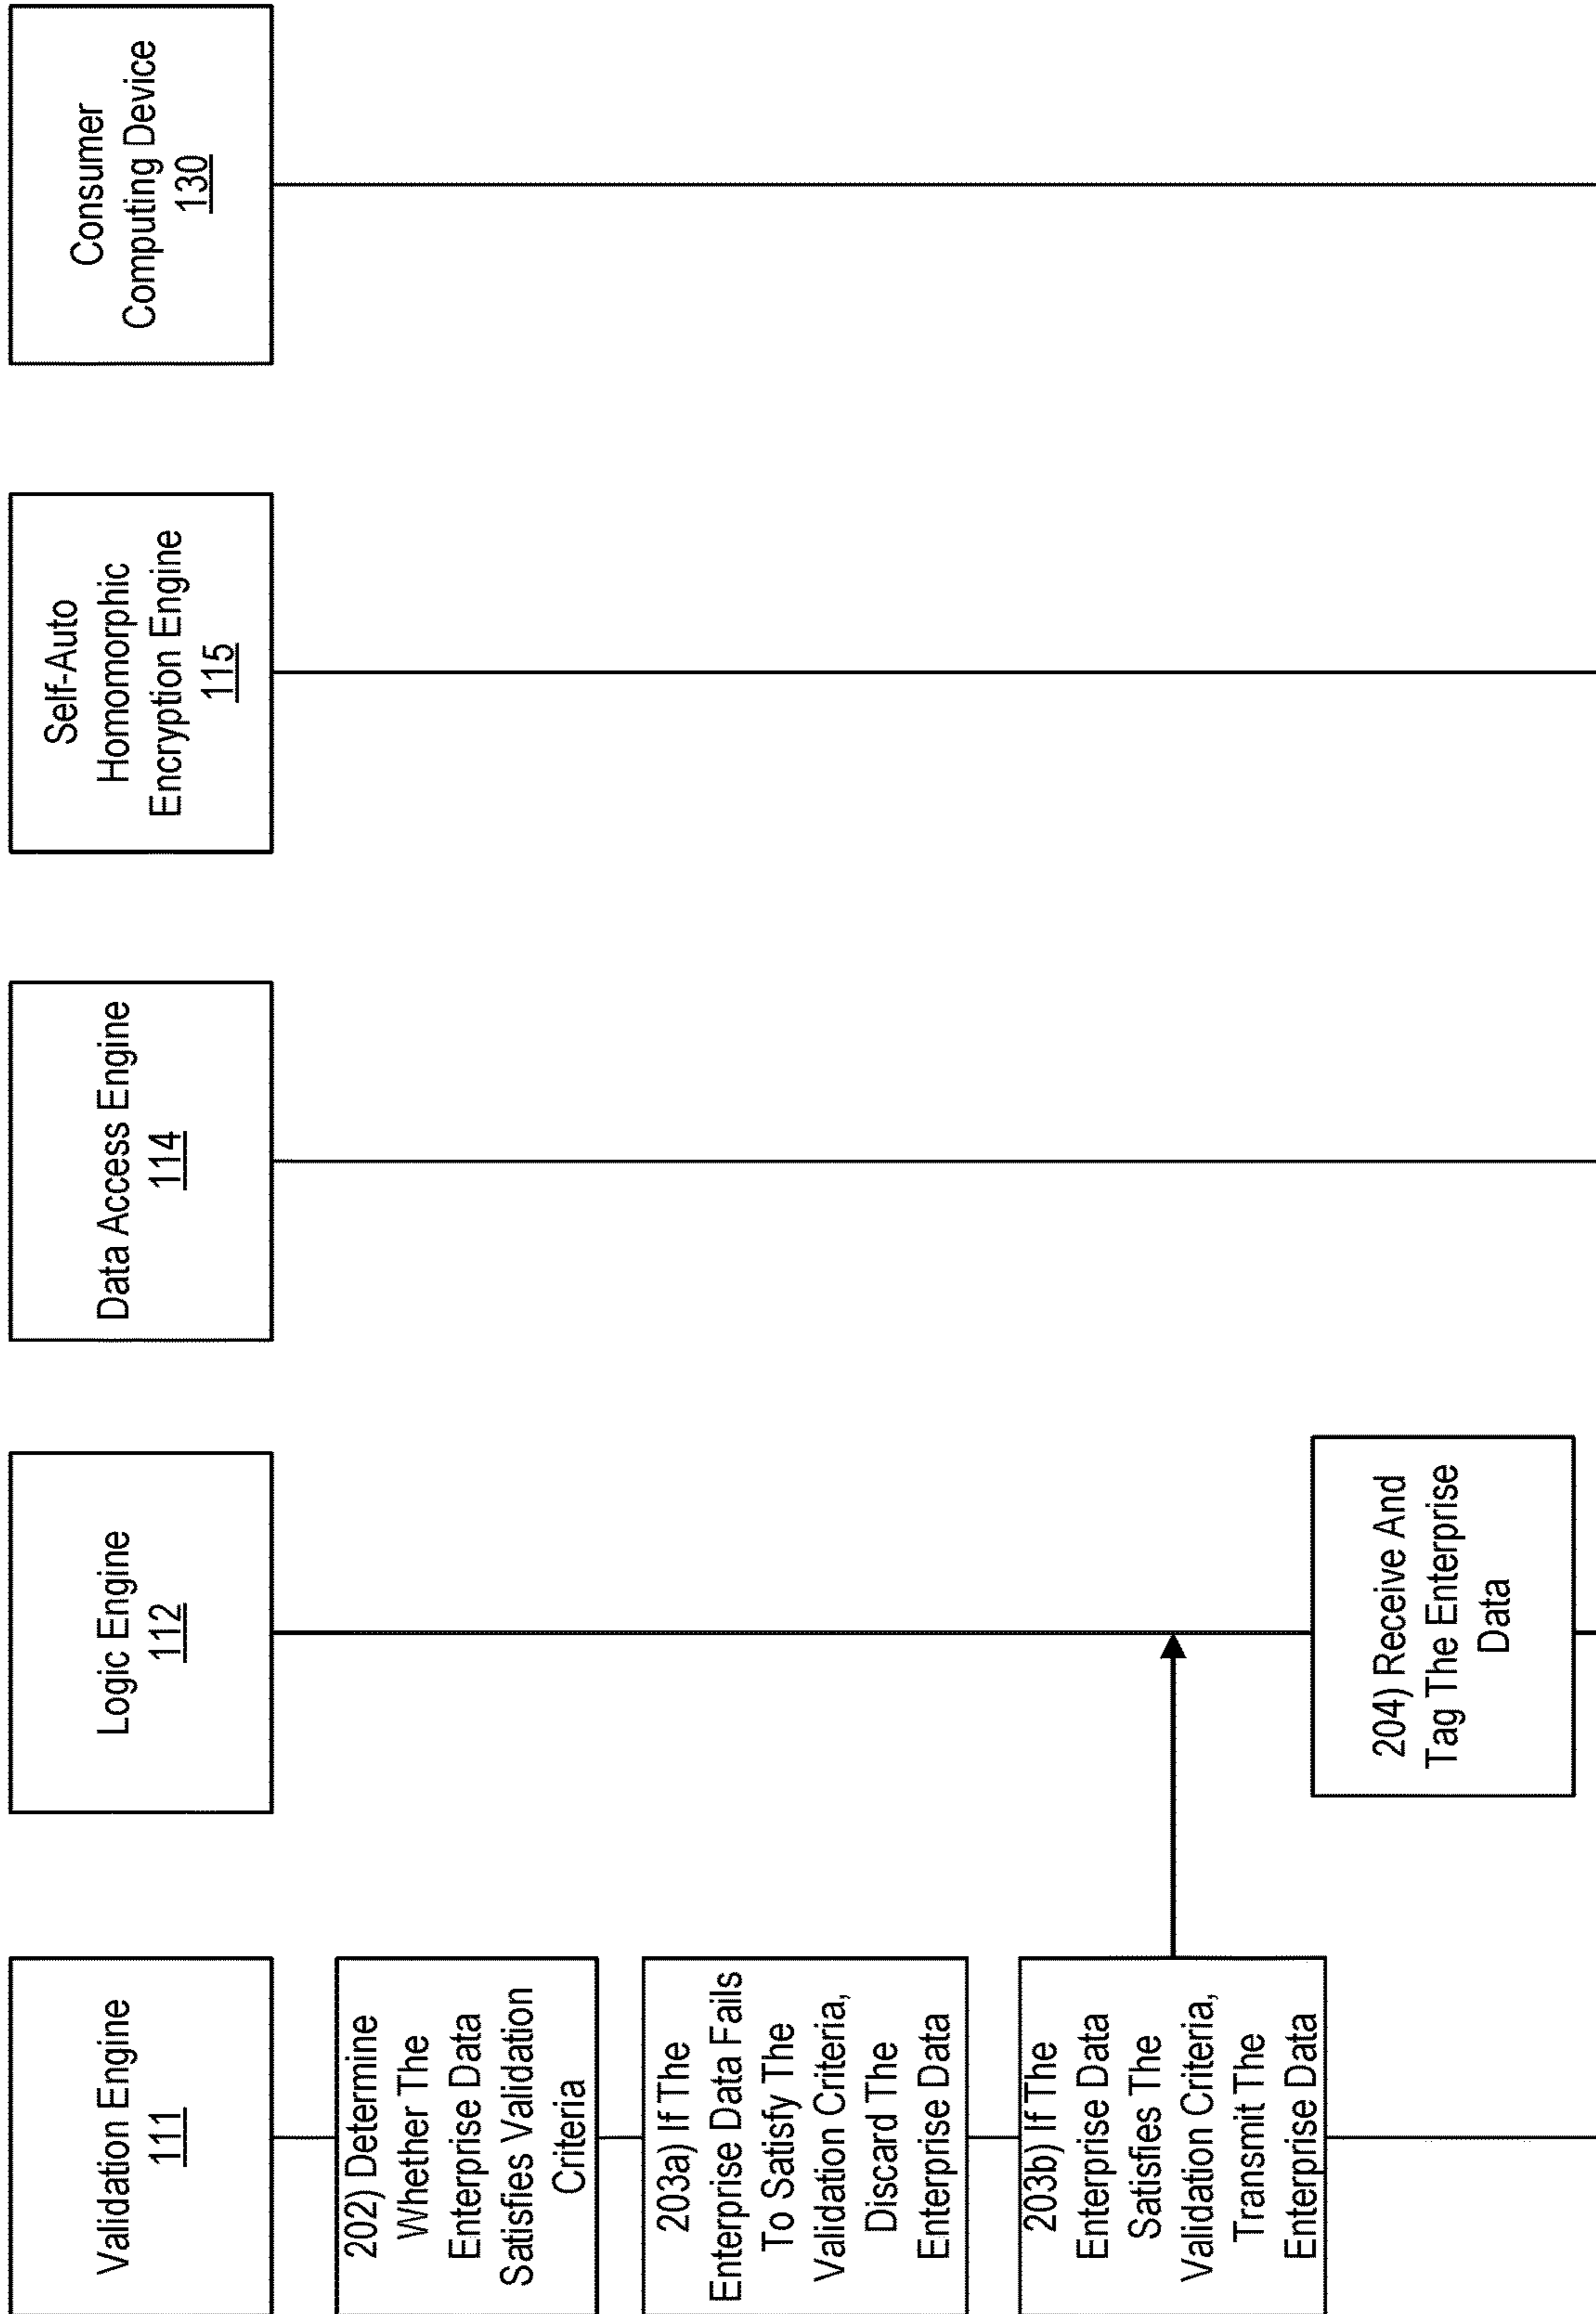 Validation Engine
111
Logic Engine
112
Data Access Engine
114
Self-Auto
Homomorphic
Encryption Engine
115
Consumer
Computing Device
130
202) Determine
Whether The
Enterprise Data
Satisfies Validation
Criteria
203a) If The
Enterprise Data Fails
To Satisfy The
Validation Criteria,
Discard The
Enterprise Data
203b) If The
Enterprise Data
Satisfies The
Validation Criteria,
Transmit The
Enterprise Data
204) Receive And
Tag The Enterprise
Data